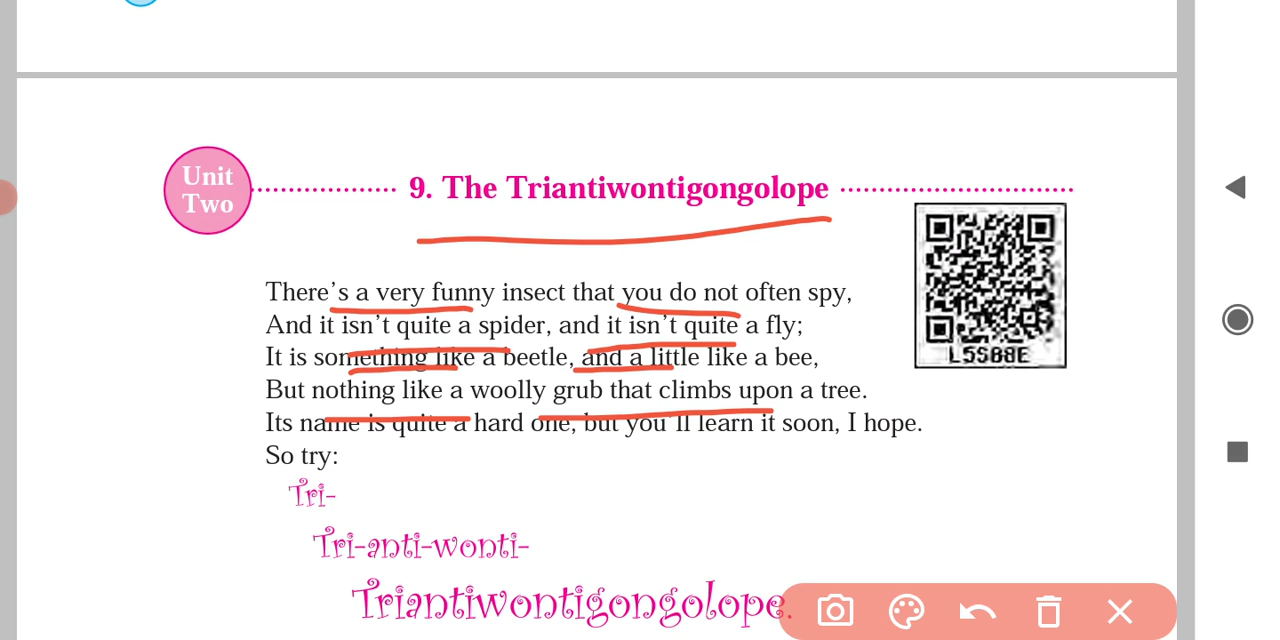 Unit
Two
9. The Triantiwontigongolope
There's a very funny insect that you do not often spy,
And it isn't quite a spider, and it isn't quite a fly;
It is something like a beetle, and a little like a bee,
But nothing like a woolly grub that climbs upon a tree.
Its name is quite a hard one, but you'll learn it soon, I hope.
So try:
Tri-
Tri-anti-wonti-
Triantiwontigongolope.
L5S88E